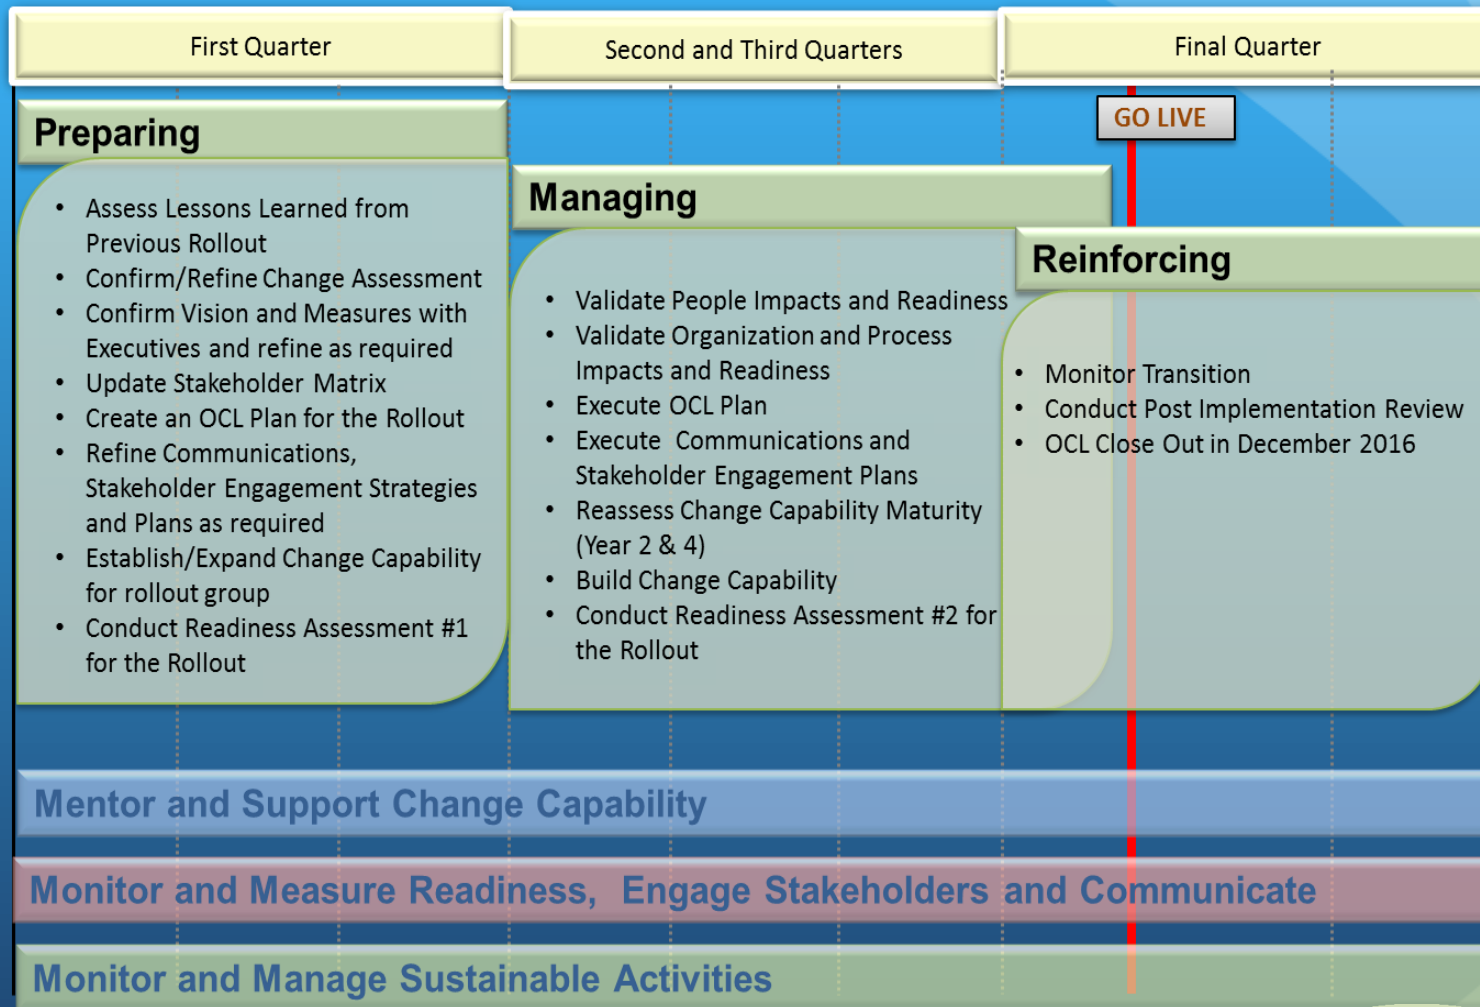 First Quarter
Second and Third Quarters
Final Quarter
GO LIVE
Preparing
• Assess Lessons Learned from
Previous Rollout
• Confirm/Refine Change Assessment
• Confirm Vision and Measures with
Executives and refine as required
• Update Stakeholder Matrix
• Create an OCL Plan for the Rollout
• Refine Communications,
Stakeholder Engagement Strategies
and Plans as required
• Establish/Expand Change Capability
for rollout group
• Conduct Readiness Assessment #1
for the Rollout
Managing
• Validate People Impacts and Readiness
• Validate Organization and Process
Impacts and Readiness
• Execute OCL Plan
• Execute  Communications and
Stakeholder Engagement Plans
• Reassess Change Capability Maturity
(Year 2 & 4)
• Build Change Capability
• Conduct Readiness Assessment #2 for
the Rollout
Reinforcing
• Monitor Transition
• Conduct Post Implementation Review
• OCL Close Out in December 2016
Mentor and Support Change Capability
Monitor and Measure Readiness,  Engage Stakeholders and Communicate
Monitor and Manage Sustainable Activities